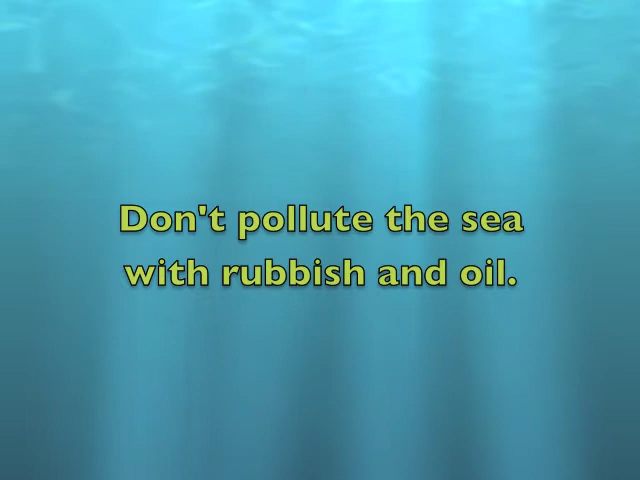 Don't pollute the sea
with rubbish and oil.